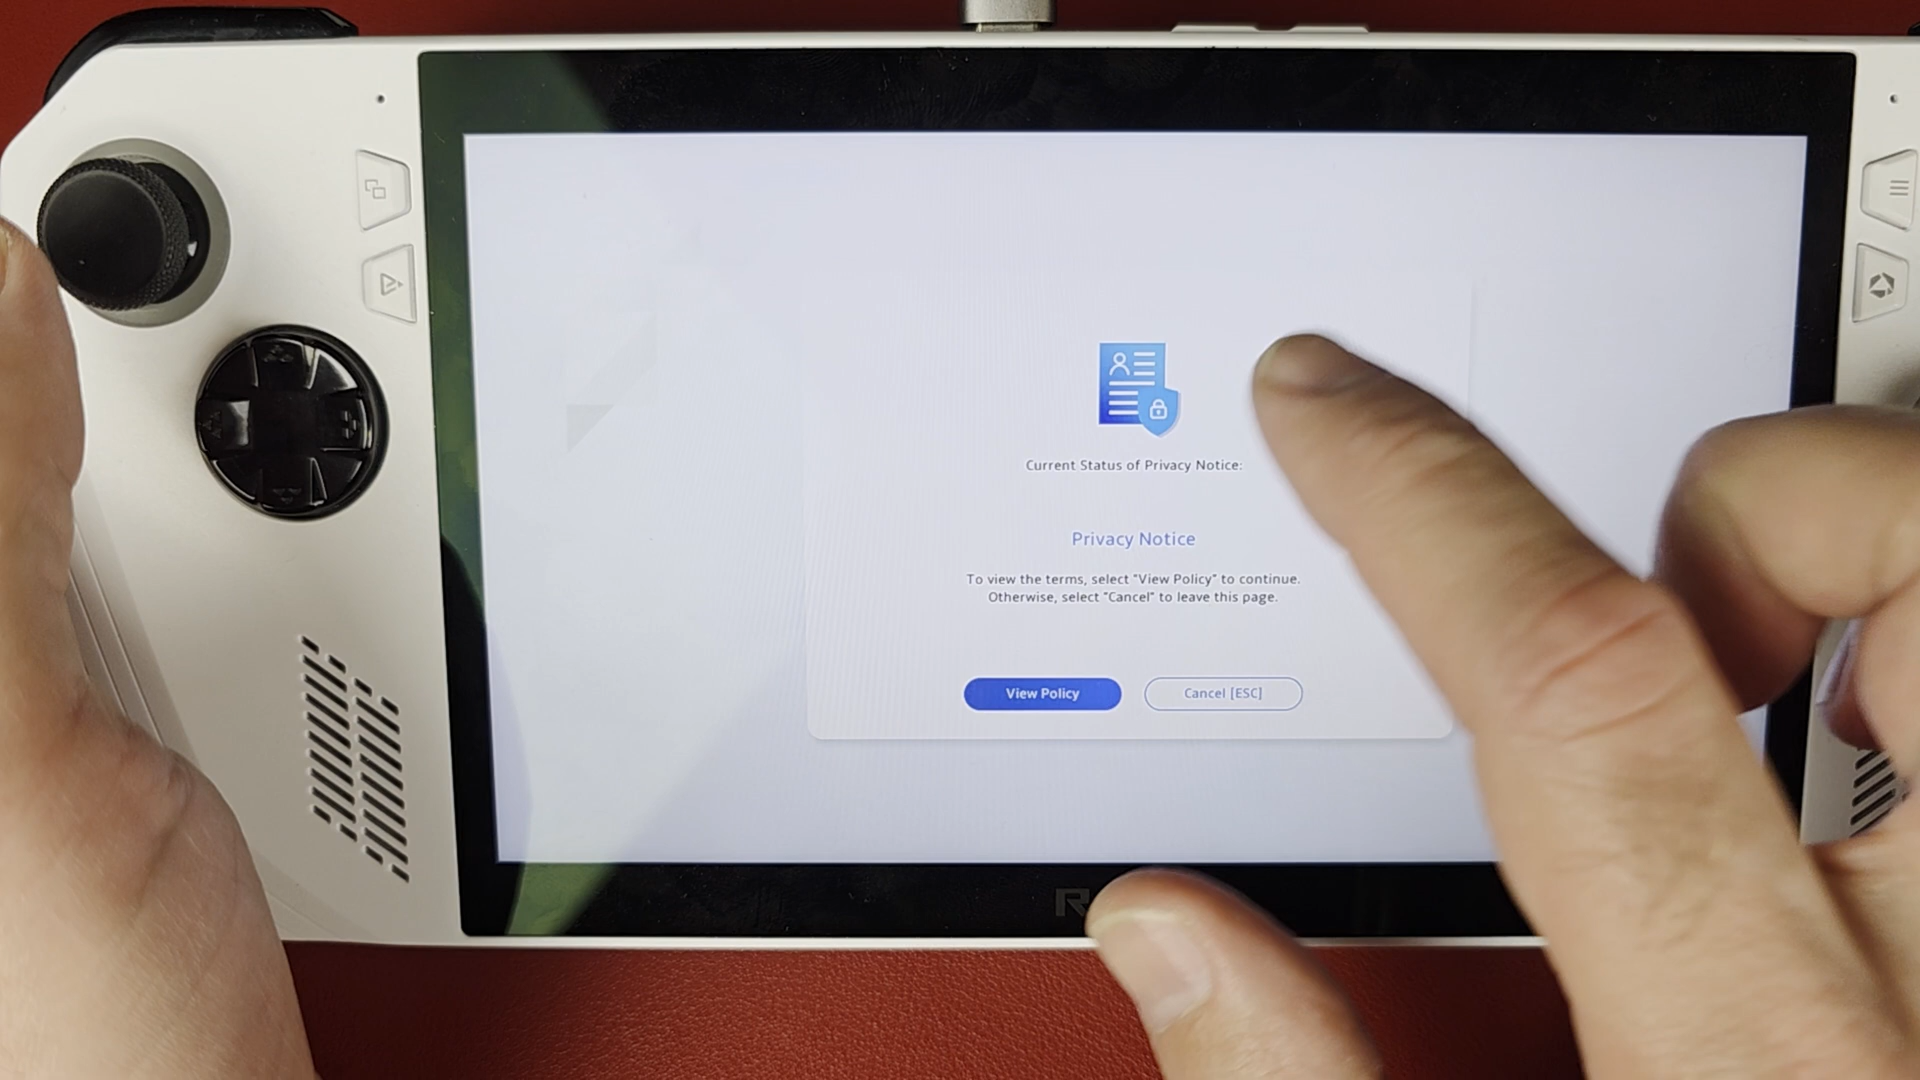 Current Status of Privacy Notice:
Privacy Notice
To view the terms, select "View Policy" to continue.
Otherwise, select "Cancel" to leave this page.
View Policy
Cancel [ESC]